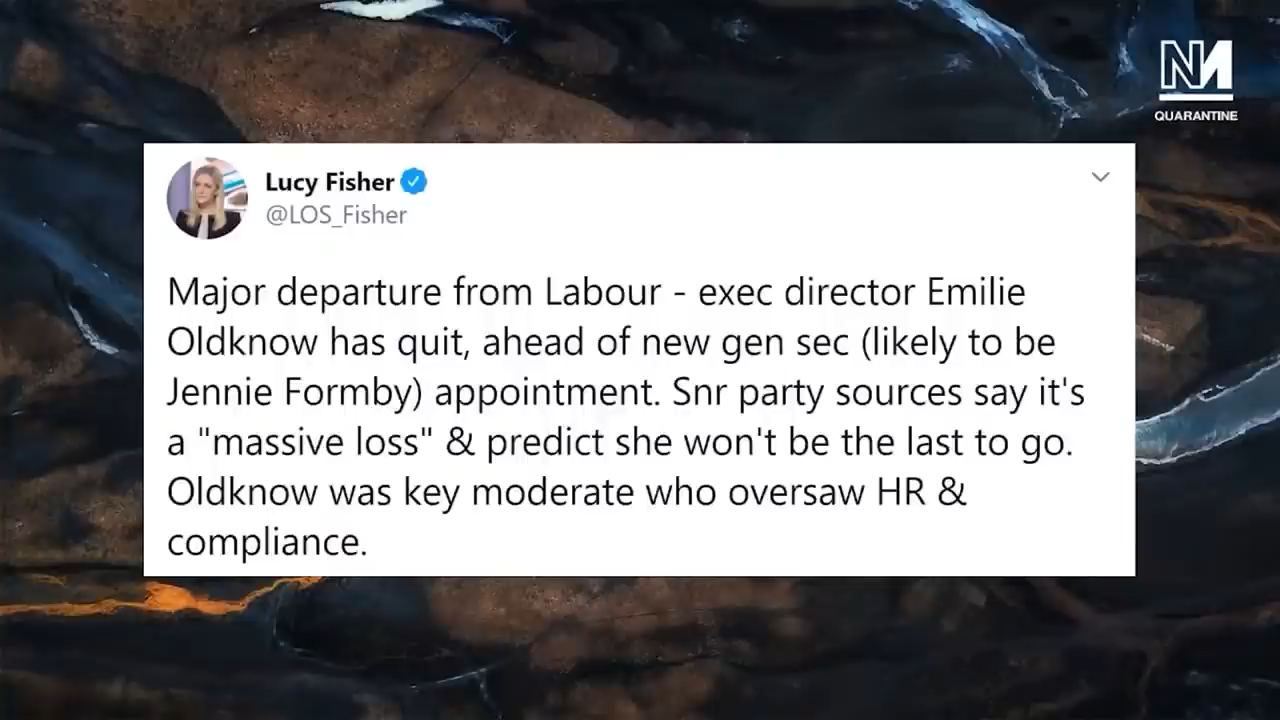 NM
QUARANTINE
Lucy Fisher
@LOS_Fisher
Major departure from Labour - exec director Emilie
Oldknow has quit, ahead of new gen sec (likely to be
Jennie Formby) appointment. Snr party sources say it's
a "massive loss" & predict she won't be the last to go.
Oldknow was key moderate who oversaw HR &
compliance.